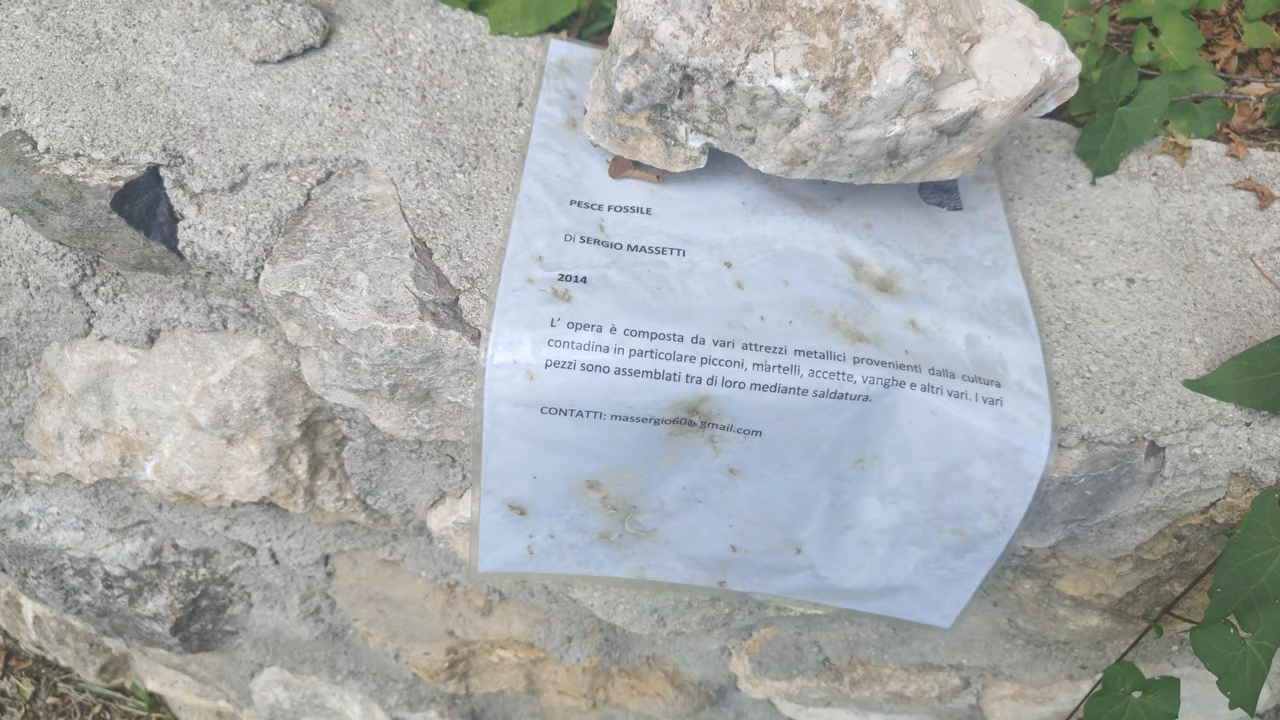 PESCE FOSSILE
Di SERGIO MASSETTI
2014
L' opera è composta da vari attrezzi metallici provenienti dalla cultura
contadina in particolare picconi, martelli, accette, vanghe e altri vari. I vari
pezzi sono assemblati tra di loro mediante saldatura.
CONTATTI: massergio60@gmail.com